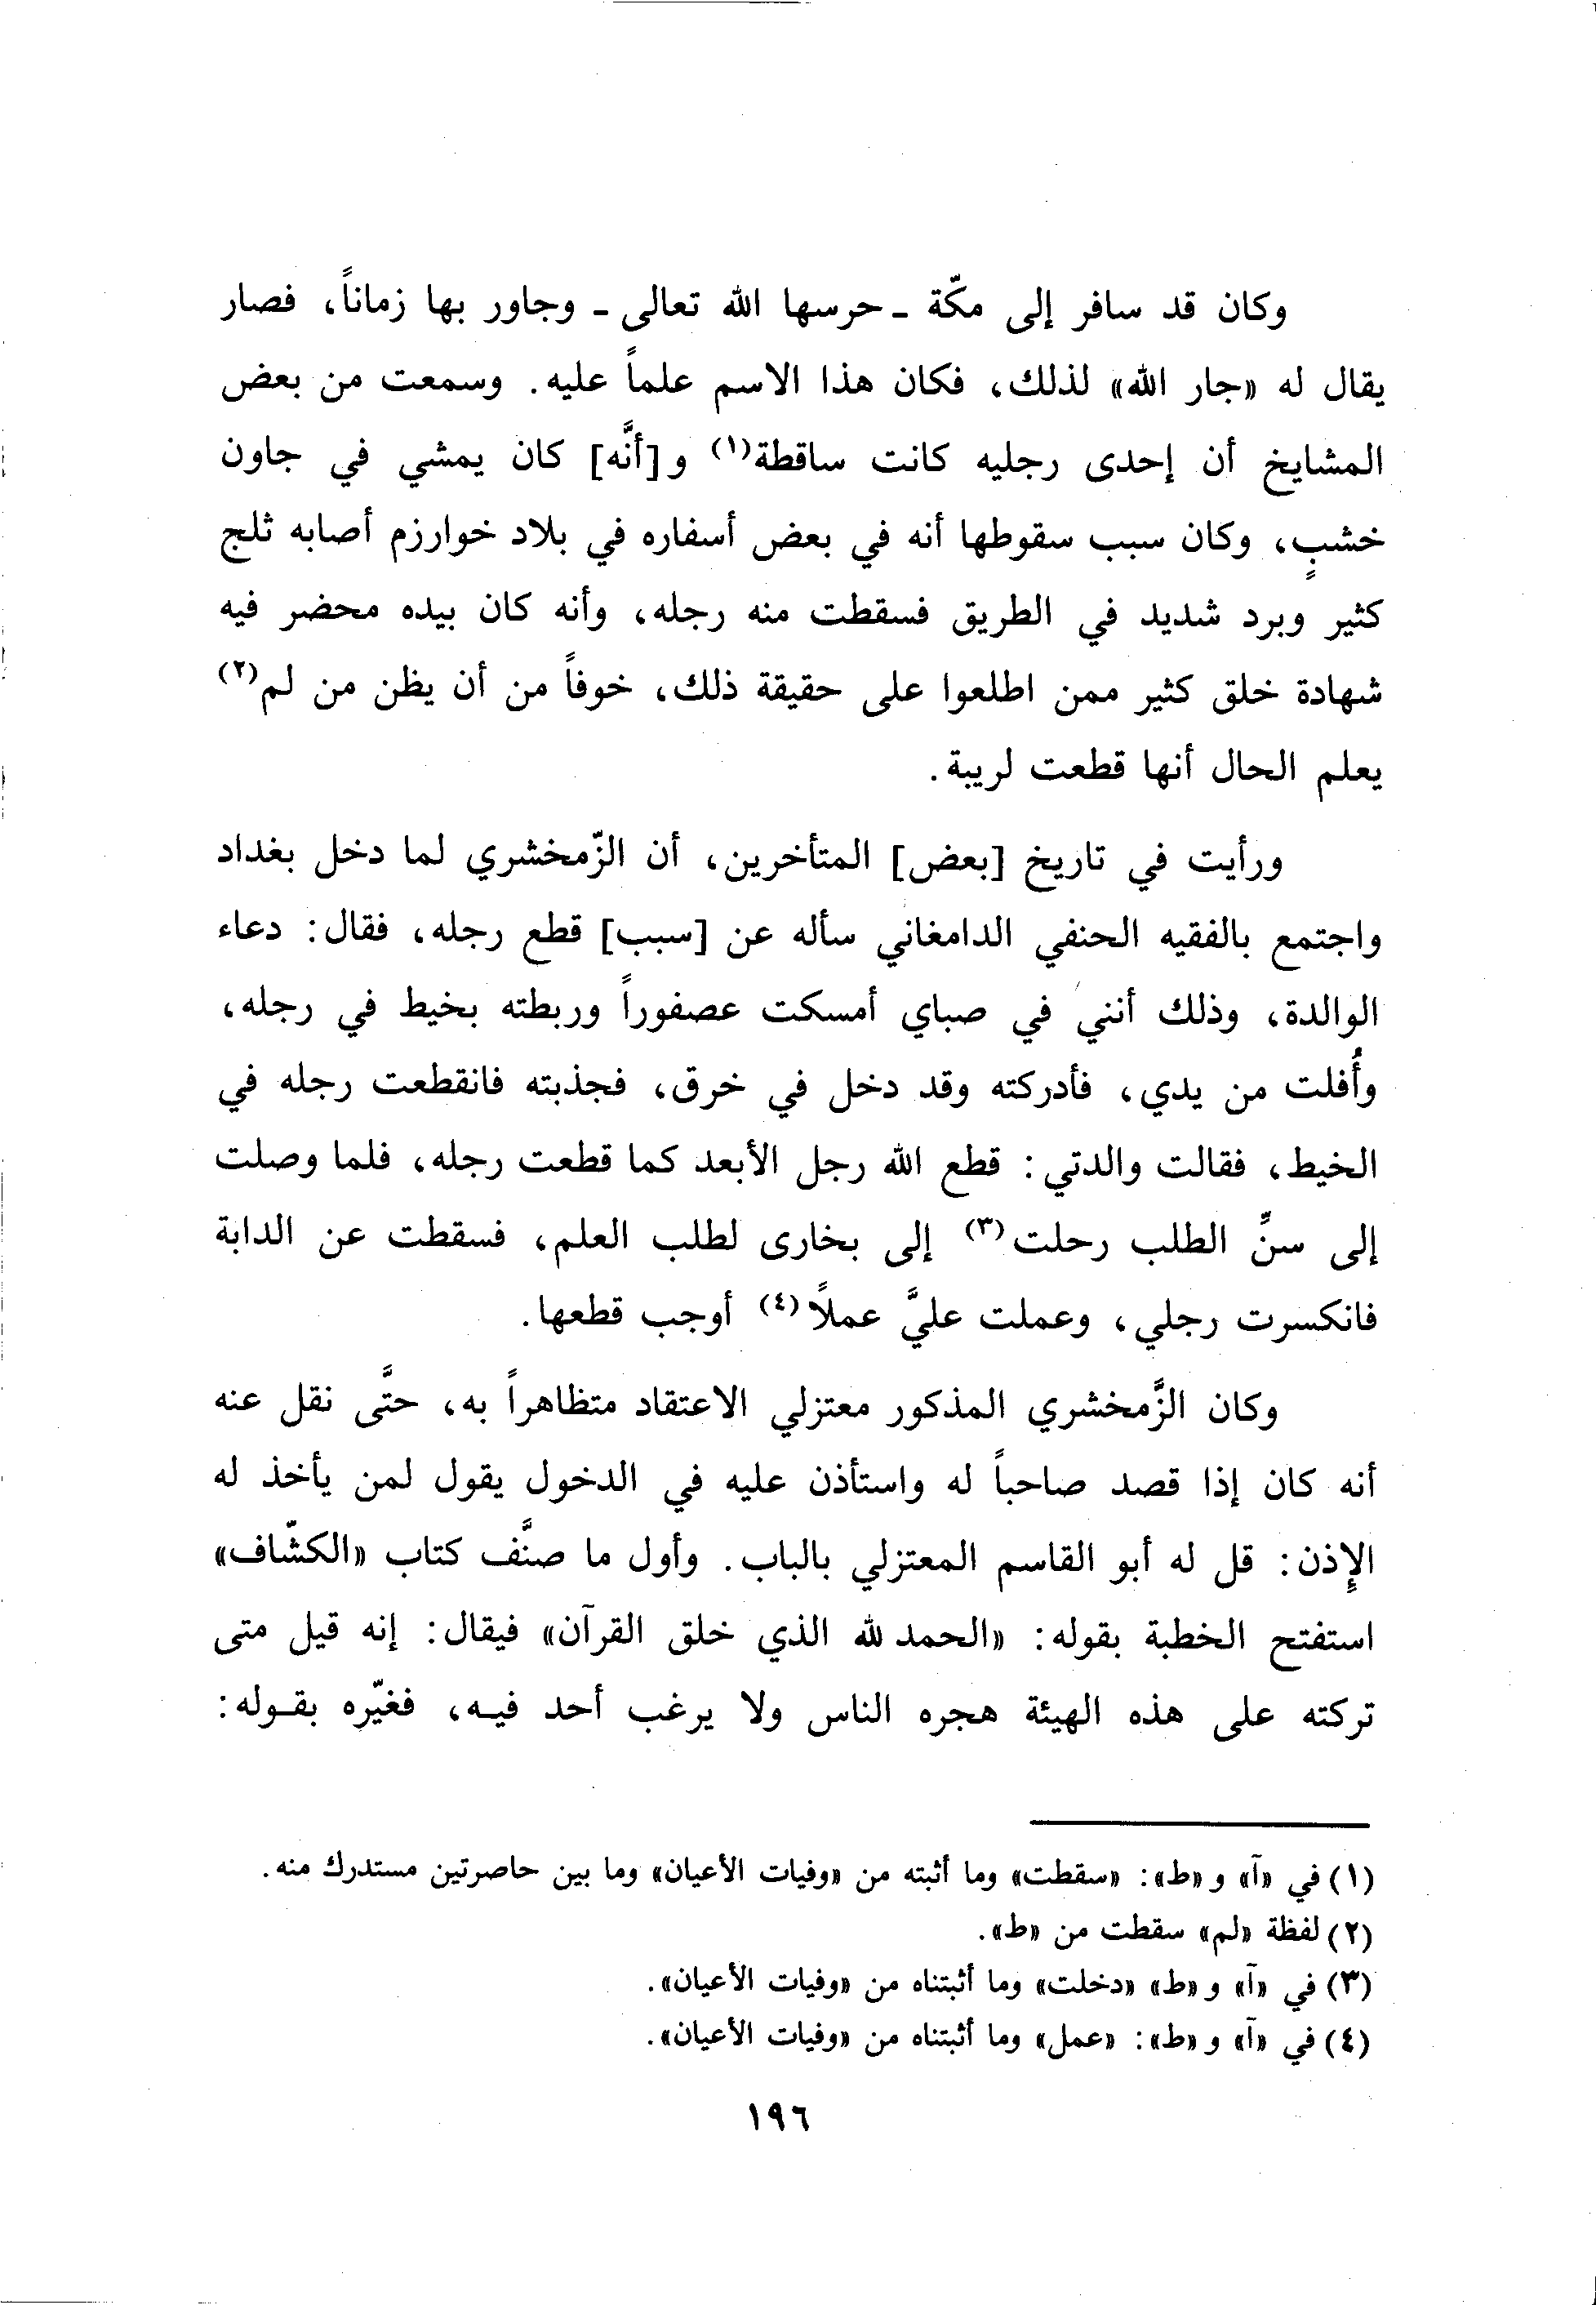 وكان قد سافر إلى مكّة ـ حرسها الله تعالى ـ وجاور بها زماناً، فصار
يقال له «جار الله» لذلك، فكان هذا الاسم علماً عليه. وسمعت من بعض
المشايخ أن إحدى رجليه كانت ساقطة(١) و[أنَّه] كان يمشي في جاون
خشبٍ، وكان سبب سقوطها أنه في بعض أسفاره في بلاد خوارزم أصابه ثلج
كثير وبرد شديد في الطريق فسقطت منه رجله، وأنه كان بيده محضر فيه
شهادة خلق كثير ممن اطلعوا على حقيقة ذلك، خوفاً من أن يظن من لم(٢)
يعلم الحال أنها قطعت لريبة.
ورأيت في تاريخ [بعض] المتأخرين، أن الزّمخشري لما دخل بغداد
واجتمع بالفقيه الحنفي الدامغاني سأله عن [سبب] قطع رجله، فقال: دعاء
الوالدة، وذلك أنني في صباي أمسكت عصفوراً وربطته بخيط في رجله،
وأُفلت من يدي، فأدركته وقد دخل في خرق، فجذبته فانقطعت رجله في
الخيط، فقالت والدتي: قطع الله رجل الأبعد كما قطعت رجله، فلما وصلت
إلى سنِّ الطلب رحلت(٣) إلى بخارى لطلب العلم، فسقطت عن الدابة
فانكسرت رجلي، وعملت عليَّ عملاً(٤) أوجب قطعها.
وكان الزَّمخشري المذكور معتزلي الاعتقاد متظاهراً به، حتَّى نقل عنه
أنه كان إذا قصد صاحباً له واستأذن عليه في الدخول يقول لمن يأخذ له
الإِذن: قل له أبو القاسم المعتزلي بالباب. وأول ما صنَّف كتاب «الكشّاف»
استفتح الخطبة بقوله: «الحمد لله الذي خلق القرآن» فيقال: إنه قيل متى
تركته على هذه الهيئة هجره الناس ولا يرغب أحد فيـه، فغيّره بقـوله:
(١) في «آ» و«ط»: «سقطت» وما أثبته من «وفيات الأعيان» وما بين حاصرتين مستدرك منه.
(٢) لفظة «لم» سقطت من «ط».
(٣) في «آ» و«ط» «دخلت» وما أثبتناه من «وفيات الأعيان».
(٤) في «آ» و«ط»: «عمل» وما أثبتناه من «وفيات الأعيان».
١٩٦